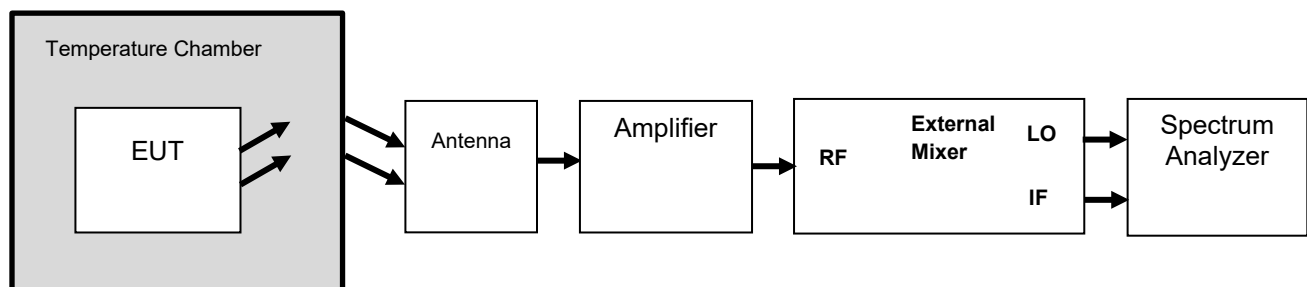 Temperature Chamber
EUT
Antenna
Amplifier
RF
External
Mixer
LO
IF
Spectrum
Analyzer